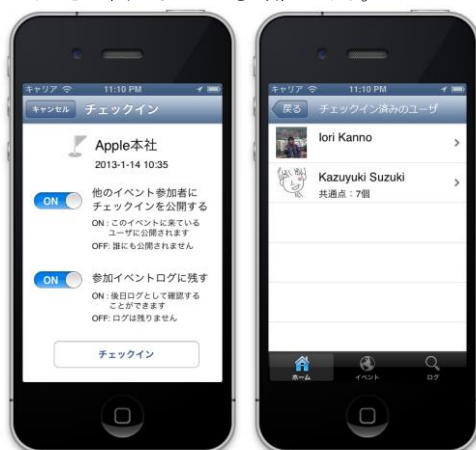 キャリア 11:10 PM
キャンセル チェックイン
Apple本社
2013-1-14 10:35
ON
他のイベント参加者に
チェックインを公開する
ON : このイベントに来ている
ユーザに公開されます
OFF: 誰にも公開されません
ON
参加イベントログに残す
ON : 後日ログとして確認する
ことができます
OFF: ログは残りません
チェックイン
キャリア 11:10 PM
戻る チェックイン済みのユーザ
Iori Kanno
Kazuyuki Suzuki
共通点：7個
ホーム イベント ログ